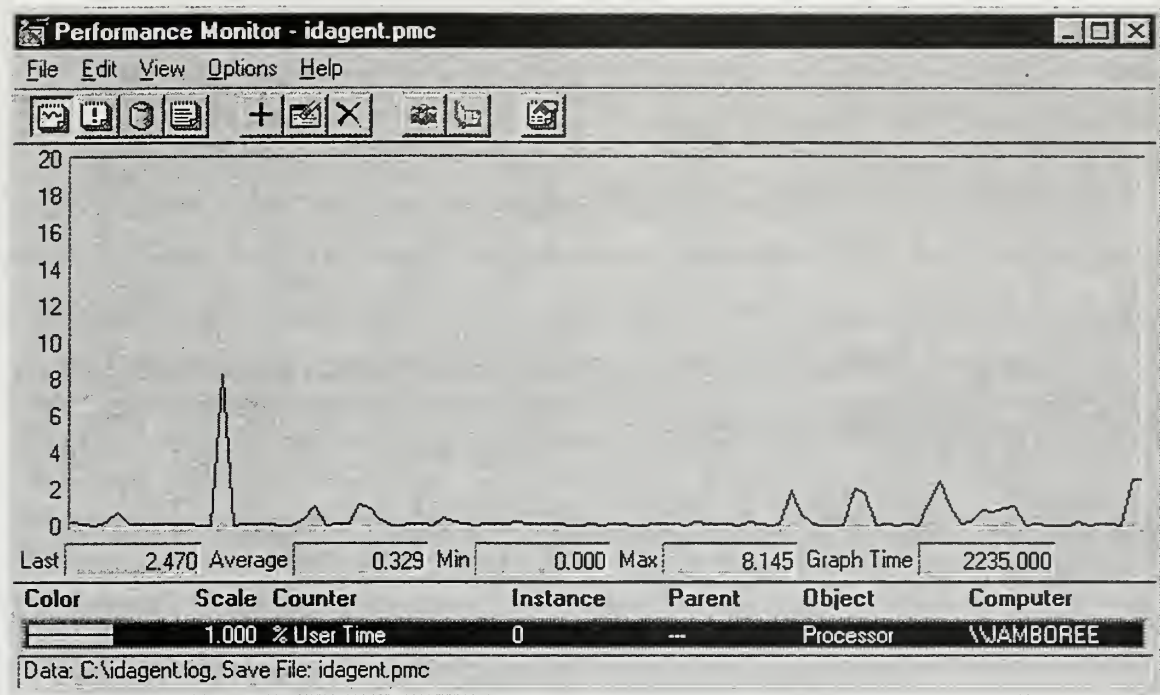 Performance Monitor - idagent.pmc
File Edit View Options Help
20
18
16
14
12
10
8
6
4
2
0
Last 2.470 Average 0.329 Min 0.000 Max 8.145 Graph Time 2235.000
Color Scale Counter Instance Parent Object Computer
1.000 % User Time 0 --- Processor \\JAMBOREE
Data: C:\idagent.log, Save File: idagent.pmc